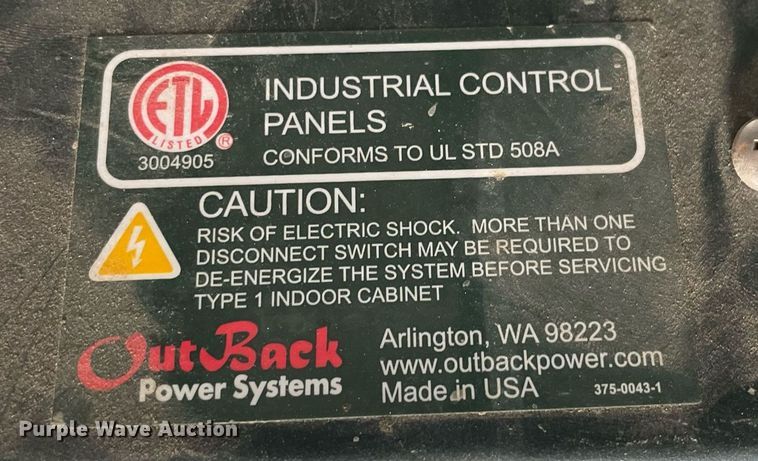 ETL
LISTED
®
3004905
INDUSTRIAL CONTROL
PANELS
CONFORMS TO UL STD 508A
CAUTION:
RISK OF ELECTRIC SHOCK. MORE THAN ONE
DISCONNECT SWITCH MAY BE REQUIRED TO
DE-ENERGIZE THE SYSTEM BEFORE SERVICING
TYPE 1 INDOOR CABINET
OutBack
Power Systems
Arlington, WA 98223
www.outbackpower.com
Made in USA
375-0043-1
Purple Wave Auction